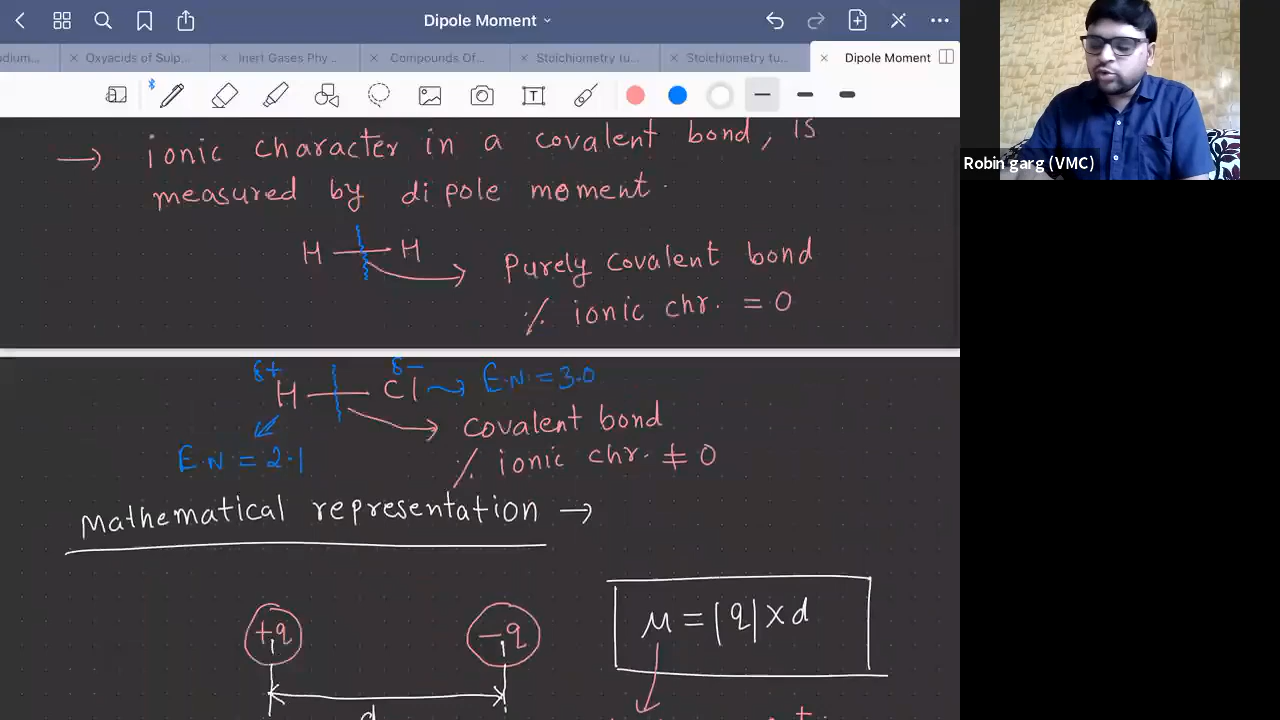 Dipole Moment
odium...
Oxyacids of Sulp...
Inert Gases Phy...
Compounds Of...
Stoichiometry tu...
Stoichiometry tu...
Dipole Moment
T
Robin garg (VMC)
→ ionic character in a covalent bond, is
measured by dipole moment.
H — H
Purely covalent bond
% ionic chr. = 0
δ+ δ-
H — Cl → E.N. = 3.0
covalent bond
E.N. = 2.1
% ionic chr. ≠ 0
Mathematical representation →
+q -q
μ = |q| × d
d